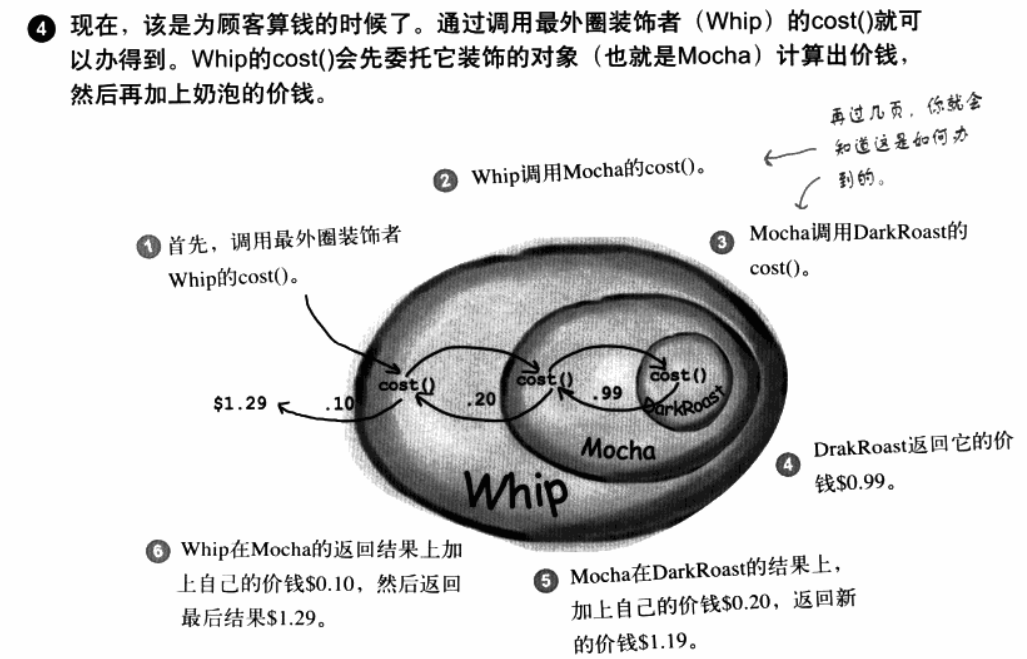 4 现在，该是为顾客算钱的时候了。通过调用最外圈装饰者（Whip）的cost()就可
以办得到。Whip的cost()会先委托它装饰的对象（也就是Mocha）计算出价钱，
然后再加上奶泡的价钱。
再过几页，你就会
知道这是如何办
到的。
2 Whip调用Mocha的cost()。
1 首先，调用最外圈装饰者
Whip的cost()。
3 Mocha调用DarkRoast的
cost()。
cost()
cost()
cost()
$1.29
.10
.20
.99
DarkRoast
Mocha
Whip
4 DrakRoast返回它的价
钱$0.99。
6 Whip在Mocha的返回结果上加
上自己的价钱$0.10，然后返回
最后结果$1.29。
5 Mocha在DarkRoast的结果上，
加上自己的价钱$0.20，返回新
的价钱$1.19。